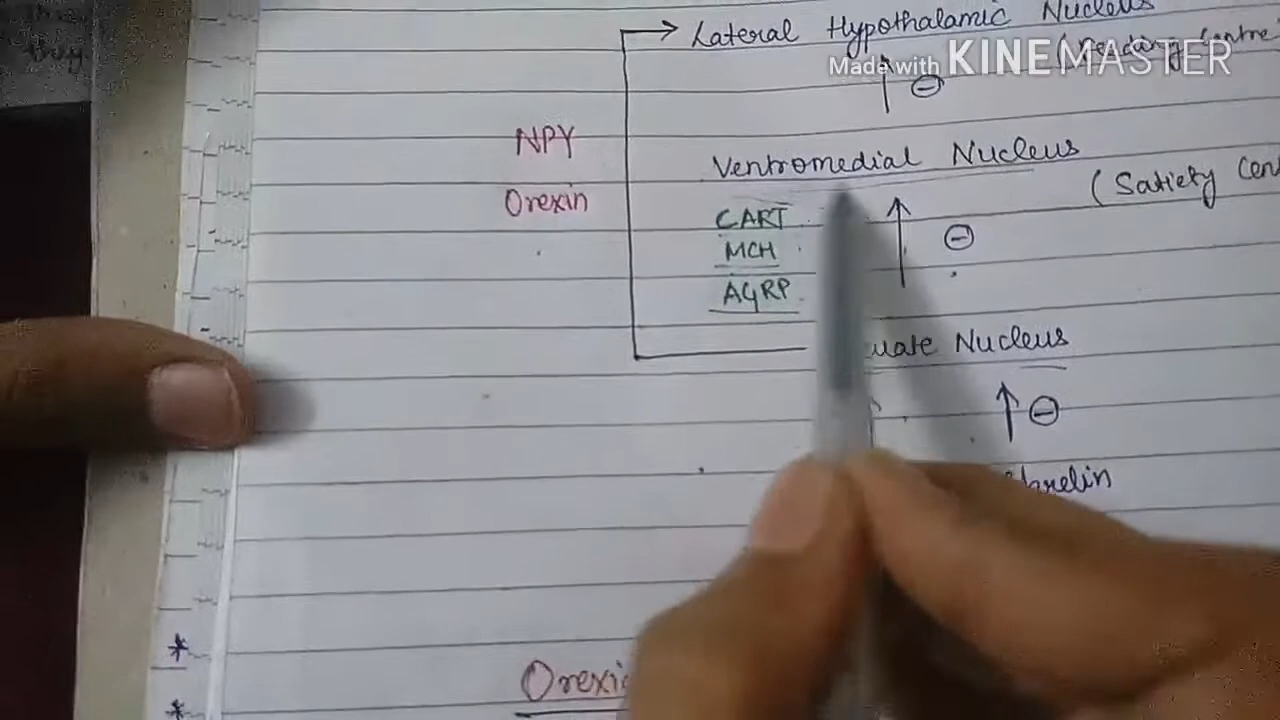 Lateral Hypothalamic Nucleus
Made with KINEMASTER
NPY
Ventromedial Nucleus
(Satiety
Orexin
CART
MCH
AGRP
Nucleus